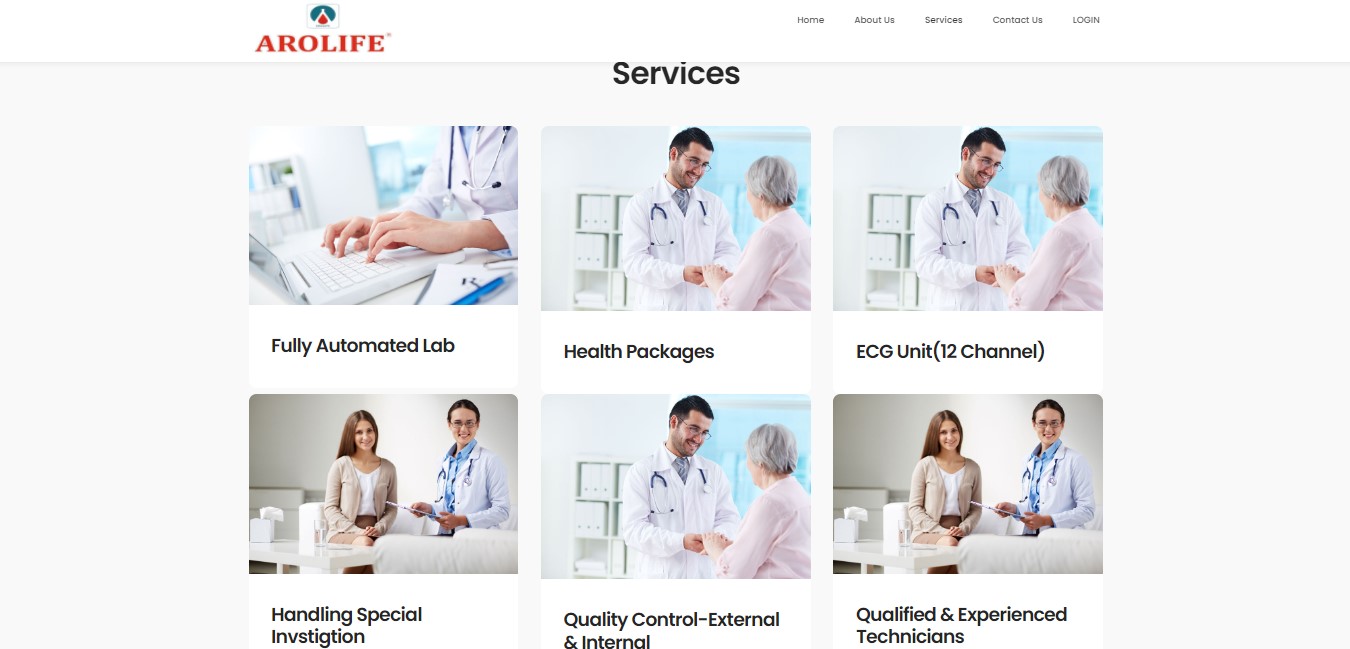 AROLIFE®
Home About Us Services Contact Us LOGIN
Services
Fully Automated Lab
Health Packages
ECG Unit(12 Channel)
Handling Special
Invstigtion
Quality Control-External
& Internal
Qualified & Experienced
Technicians